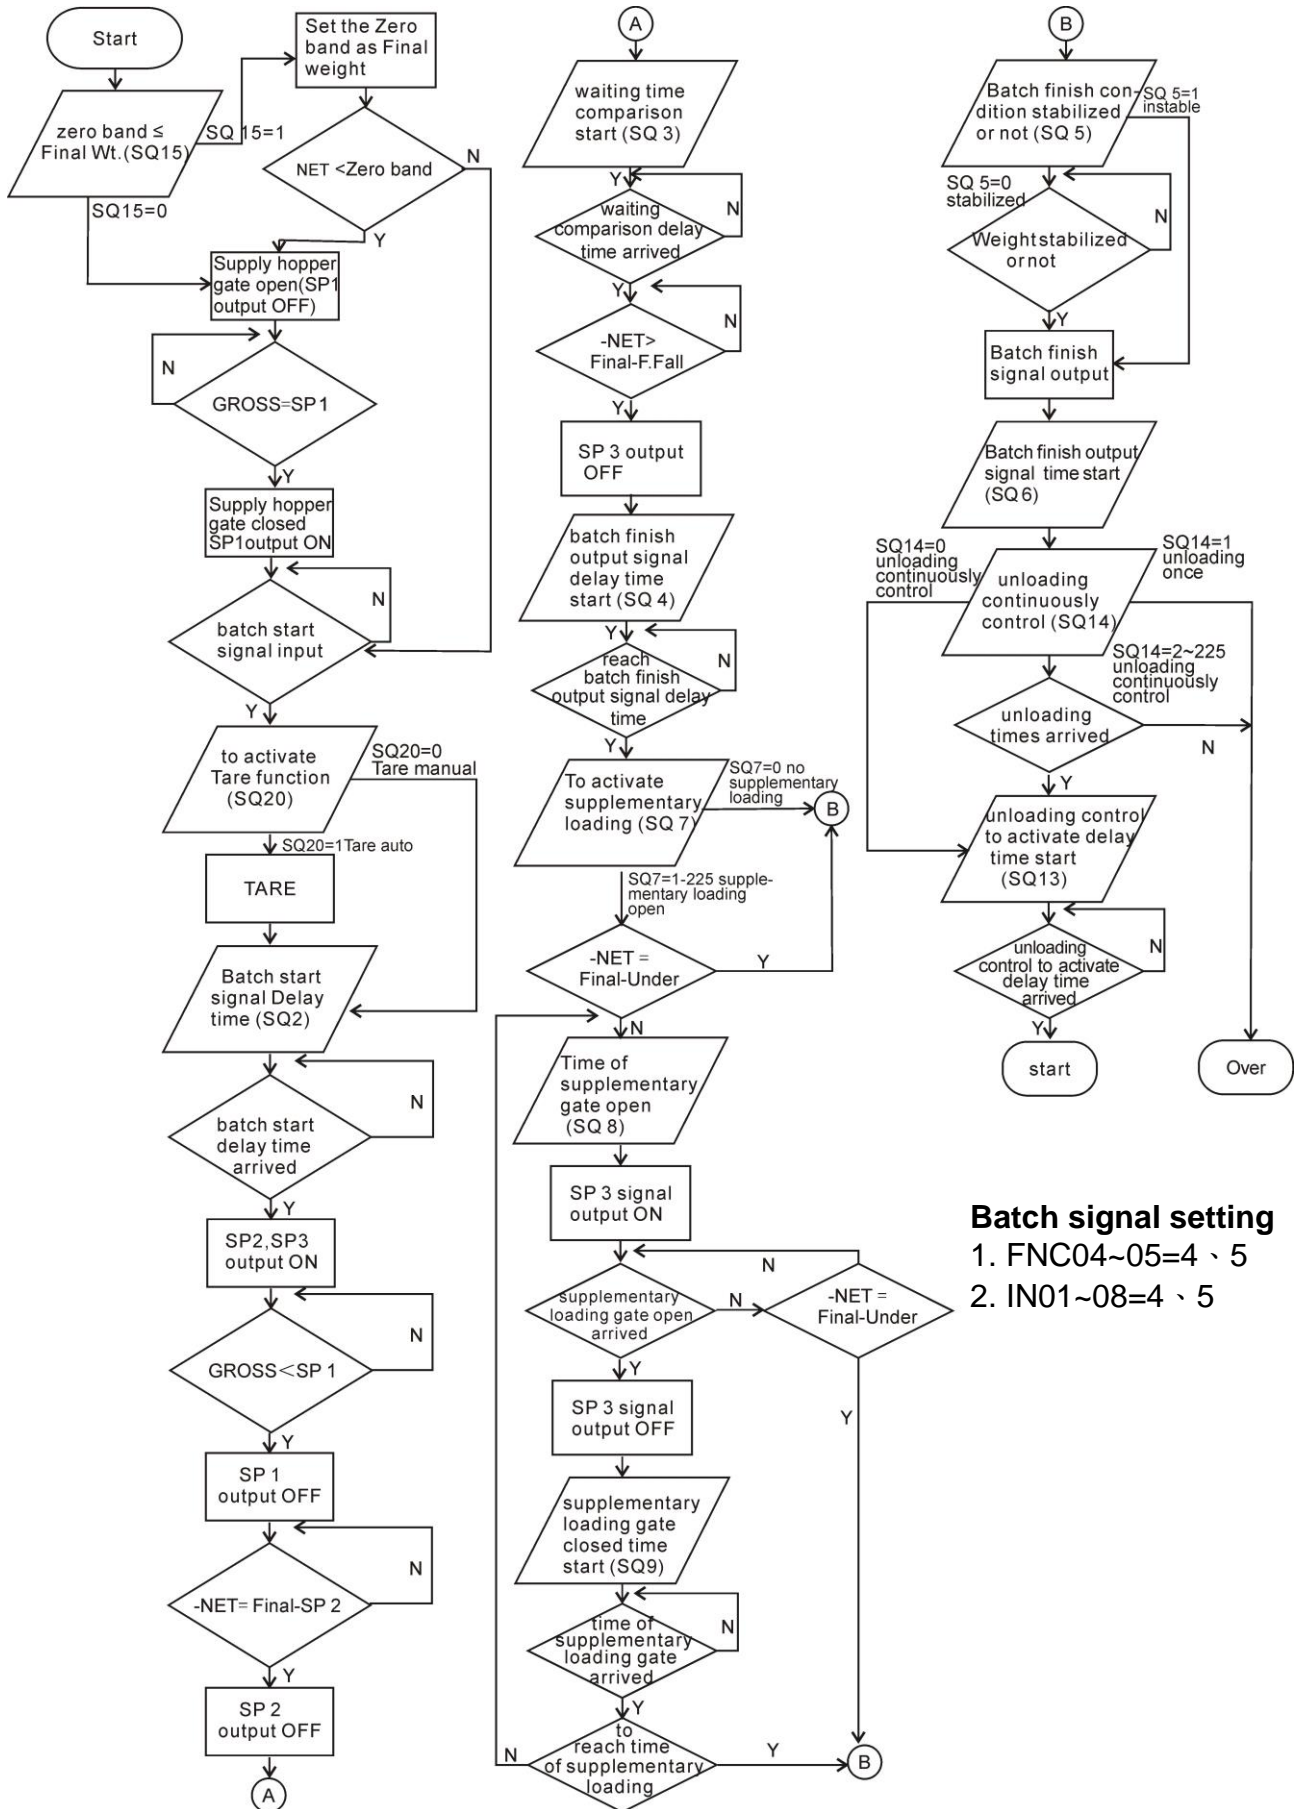 Start
zero band ≤
Final Wt.(SQ15)
SQ 15=1
SQ15=0
Set the Zero
band as Final
weight
NET <Zero band
N
Y
Supply hopper
gate open(SP1
output OFF)
N
GROSS=SP 1
Y
Supply hopper
gate closed
SP1output ON
N
batch start
signal input
Y
to activate
Tare function
(SQ20)
SQ20=0
Tare manual
SQ20=1Tare auto
TARE
Batch start
signal Delay
time (SQ2)
N
batch start
delay time
arrived
Y
SP2,SP3
output ON
N
GROSS＜SP 1
Y
SP 1
output OFF
N
-NET= Final-SP 2
Y
SP 2
output OFF
A
A
waiting time
comparison
start (SQ 3)
Y
waiting
comparison delay
time arrived
N
Y
-NET>
Final-F.Fall
N
Y
SP 3 output
OFF
batch finish
output signal
delay time
start (SQ 4)
Y
reach
batch finish
output signal delay
time
N
Y
To activate
supplementary
loading (SQ 7)
SQ7=0 no
supplementary
loading
B
SQ7=1-225 supple-
mentary loading
open
-NET =
Final-Under
Y
N
Time of
supplementary
gate open
(SQ 8)
SP 3 signal
output ON
N
supplementary
loading gate open
arrived
N
-NET =
Final-Under
Y
Y
SP 3 signal
output OFF
supplementary
loading gate
closed time
start (SQ9)
time of
supplementary
loading gate
arrived
N
Y
to
reach time
of supplementary
loading
N
Y
B
B
Batch finish con-
dition stabilized
or not (SQ 5)
SQ 5=1
instable
SQ 5=0
stabilized
N
Weight stabilized
or not
Y
Batch finish
signal output
Batch finish output
signal time start
(SQ 6)
SQ14=0
unloading
continuously
control
SQ14=1
unloading
once
unloading
continuously
control (SQ14)
SQ14=2~225
unloading
continuously
control
unloading
times arrived
N
Y
unloading control
to activate delay
time start
(SQ13)
unloading
control to activate
delay time
arrived
N
Y
start
Over
Batch signal setting
1. FNC04~05=4、5
2. IN01~08=4、5